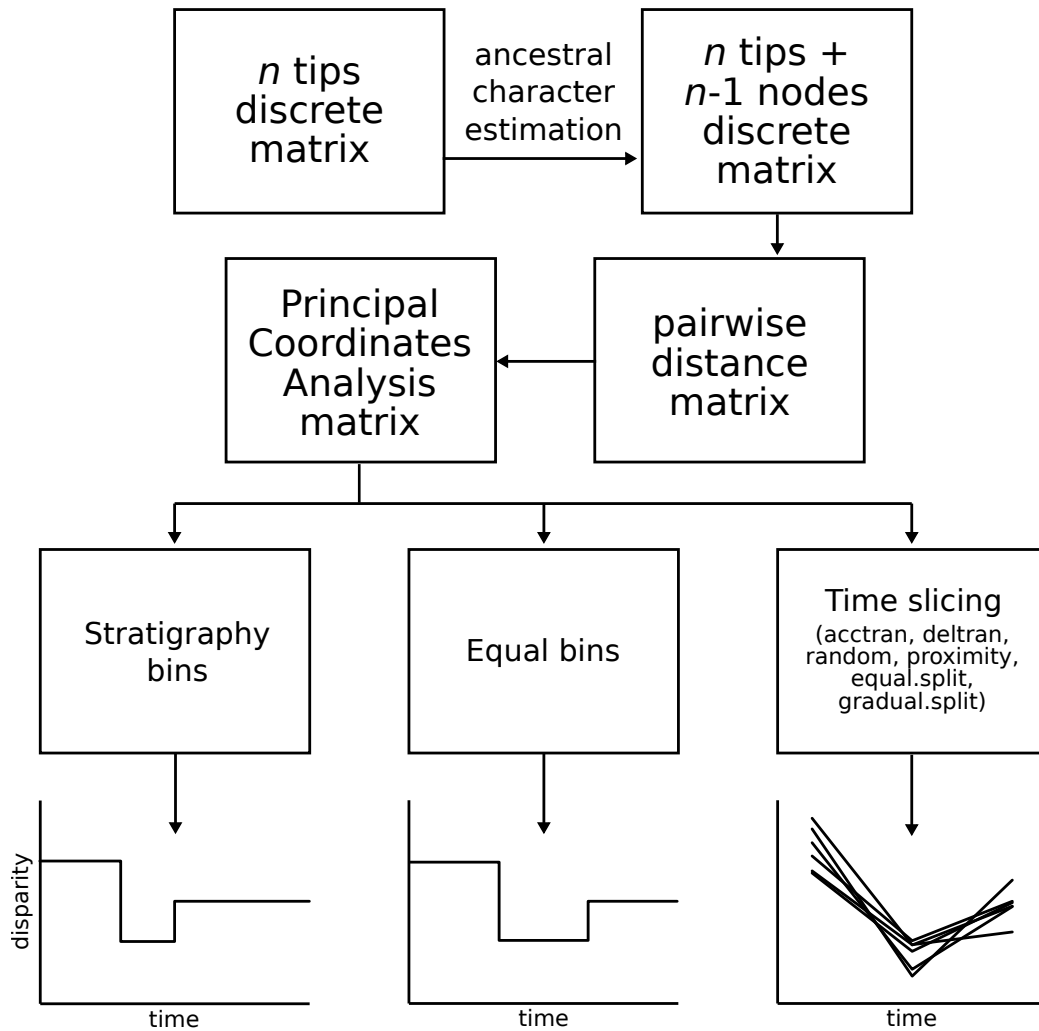 n tips
discrete
matrix
ancestral
character
estimation
n tips +
n-1 nodes
discrete
matrix
Principal
Coordinates
Analysis
matrix
pairwise
distance
matrix
Stratigraphy
bins
Equal bins
Time slicing
(acctran, deltran,
random, proximity,
equal.split,
gradual.split)
disparity
time
time
time